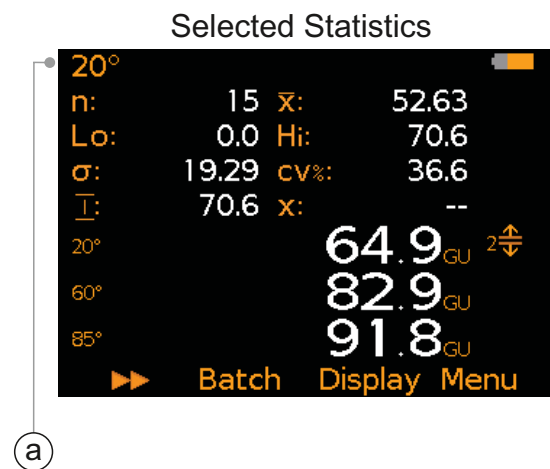 Selected Statistics
20°
n: 15 x̅: 52.63
Lo: 0.0 Hi: 70.6
σ: 19.29 cv%: 36.6
I̅: 70.6 x: --
20° 64.9GU 2
60° 82.9GU
85° 91.8GU
Batch Display Menu
a